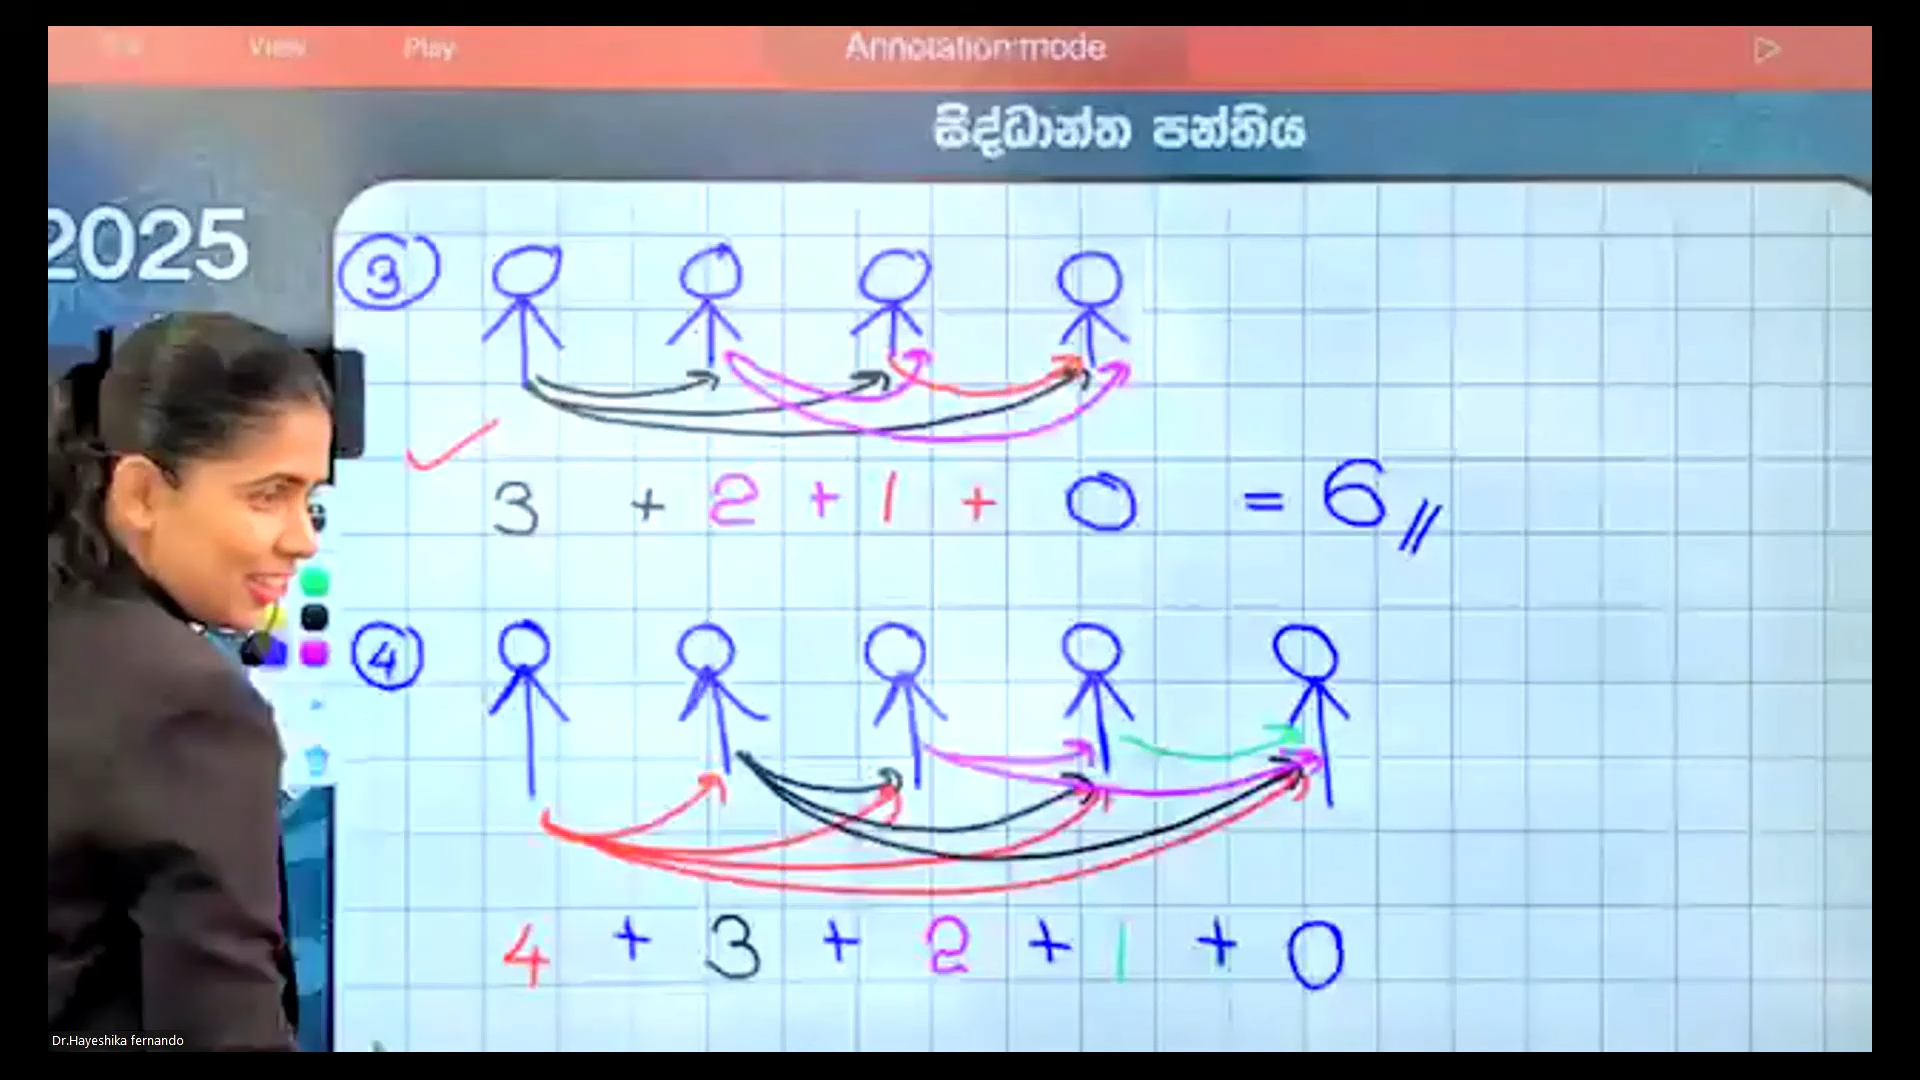 View Play Annotation mode
සිද්ධාන්ත පන්තිය
2025
3
3 + 2 + 1 + 0 = 6 //
4
4 + 3 + 2 + 1 + 0
Dr.Hayeshika fernando